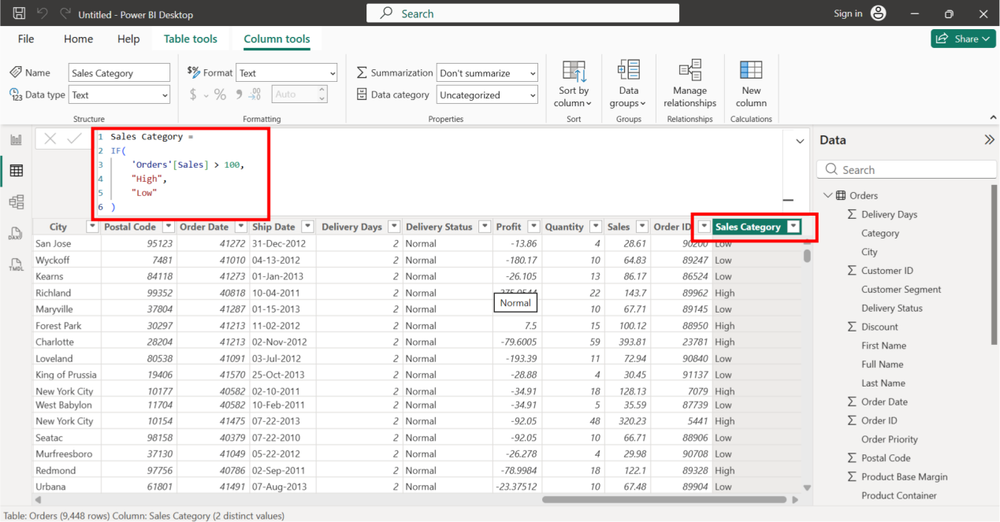 Untitled - Power BI Desktop
Search
Sign in
File Home Help Table tools Column tools
Share
Name Sales Category
Data type Text
Structure
$% Format Text
$ % 9 .00 Auto
Formatting
Summarization Don't summarize
Data category Uncategorized
Properties
Sort by column
Sort
Data groups
Groups
Manage relationships
Relationships
New column
Calculations
1 Sales Category =
2 IF(
3 'Orders'[Sales] > 100,
4 "High",
5 "Low"
6 )
City Postal Code Order Date Ship Date Delivery Days Delivery Status Profit Quantity Sales Order ID Sales Category
San Jose 95123 41272 31-Dec-2012 2 Normal -13.86 4 28.61 90200 Low
Wyckoff 7481 41010 04-13-2012 2 Normal -180.17 10 64.83 89247 Low
Kearns 84118 41273 01-Jan-2013 2 Normal -26.105 13 86.17 86524 Low
Richland 99352 40818 10-04-2011 2 Normal 22 143.7 89962 High
Maryville 37804 41287 01-15-2013 2 Normal 10 67.71 89145 Low
Normal
Forest Park 30297 41213 11-02-2012 2 Normal 7.5 15 100.12 88950 High
Charlotte 28204 41213 02-Nov-2012 2 Normal -79.6005 59 393.81 23781 High
Loveland 80538 41091 03-Jul-2012 2 Normal -193.39 11 72.94 90840 Low
King of Prussia 19406 41570 25-Oct-2013 2 Normal -28.88 4 30.45 91137 Low
New York City 10177 40582 02-10-2011 2 Normal -34.91 18 128.13 7079 High
West Babylon 11704 40582 10-Feb-2011 2 Normal -34.91 5 35.59 87739 Low
New York City 10154 41475 07-22-2013 2 Normal -92.05 48 320.23 5441 High
Seatac 98158 40379 07-22-2010 2 Normal -92.05 10 66.71 88906 Low
Murfreesboro 37130 41049 05-22-2012 2 Normal -26.278 4 29.98 90708 Low
Redmond 97756 40786 02-Sep-2011 2 Normal -78.9984 18 122.1 89328 High
Urbana 61801 41491 07-Aug-2013 2 Normal -23.37512 10 67.48 89904 Low
Data
Search
Orders
Delivery Days
Category
City
Customer ID
Customer Segment
Delivery Status
Discount
First Name
Full Name
Last Name
Order Date
Order ID
Order Priority
Postal Code
Product Base Margin
Product Container
DAX
TMDL
Table: Orders (9,448 rows) Column: Sales Category (2 distinct values)